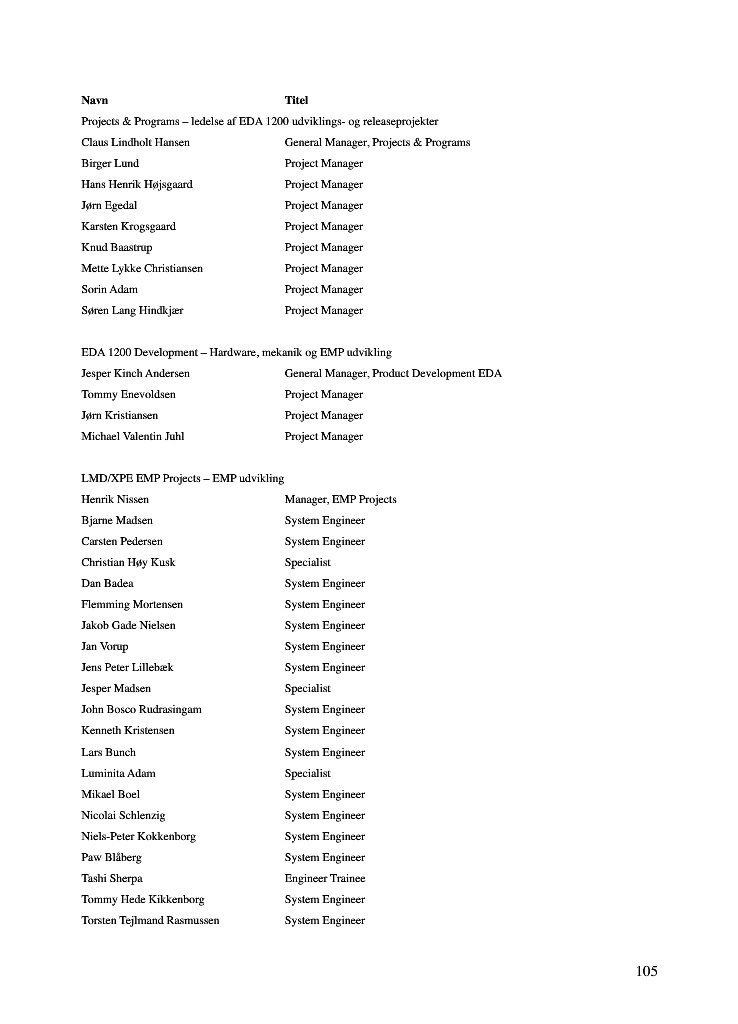 Navn Titel
Projects & Programs – ledelse af EDA 1200 udviklings- og releaseprojekter
Claus Lindholt Hansen General Manager, Projects & Programs
Birger Lund Project Manager
Hans Henrik Højsgaard Project Manager
Jørn Egedal Project Manager
Karsten Krogsgaard Project Manager
Knud Baastrup Project Manager
Mette Lykke Christiansen Project Manager
Sorin Adam Project Manager
Søren Lang Hindkjær Project Manager
EDA 1200 Development – Hardware, mekanik og EMP udvikling
Jesper Kinch Andersen General Manager, Product Development EDA
Tommy Enevoldsen Project Manager
Jørn Kristiansen Project Manager
Michael Valentin Juhl Project Manager
LMD/XPE EMP Projects – EMP udvikling
Henrik Nissen Manager, EMP Projects
Bjarne Madsen System Engineer
Carsten Pedersen System Engineer
Christian Høy Kusk Specialist
Dan Badea System Engineer
Flemming Mortensen System Engineer
Jakob Gade Nielsen System Engineer
Jan Vorup System Engineer
Jens Peter Lillebæk System Engineer
Jesper Madsen Specialist
John Bosco Rudrasingam System Engineer
Kenneth Kristensen System Engineer
Lars Bunch System Engineer
Luminita Adam Specialist
Mikael Boel System Engineer
Nicolai Schlenzig System Engineer
Niels-Peter Kokkenborg System Engineer
Paw Blåberg System Engineer
Tashi Sherpa Engineer Trainee
Tommy Hede Kikkenborg System Engineer
Torsten Tejlmand Rasmussen System Engineer
105